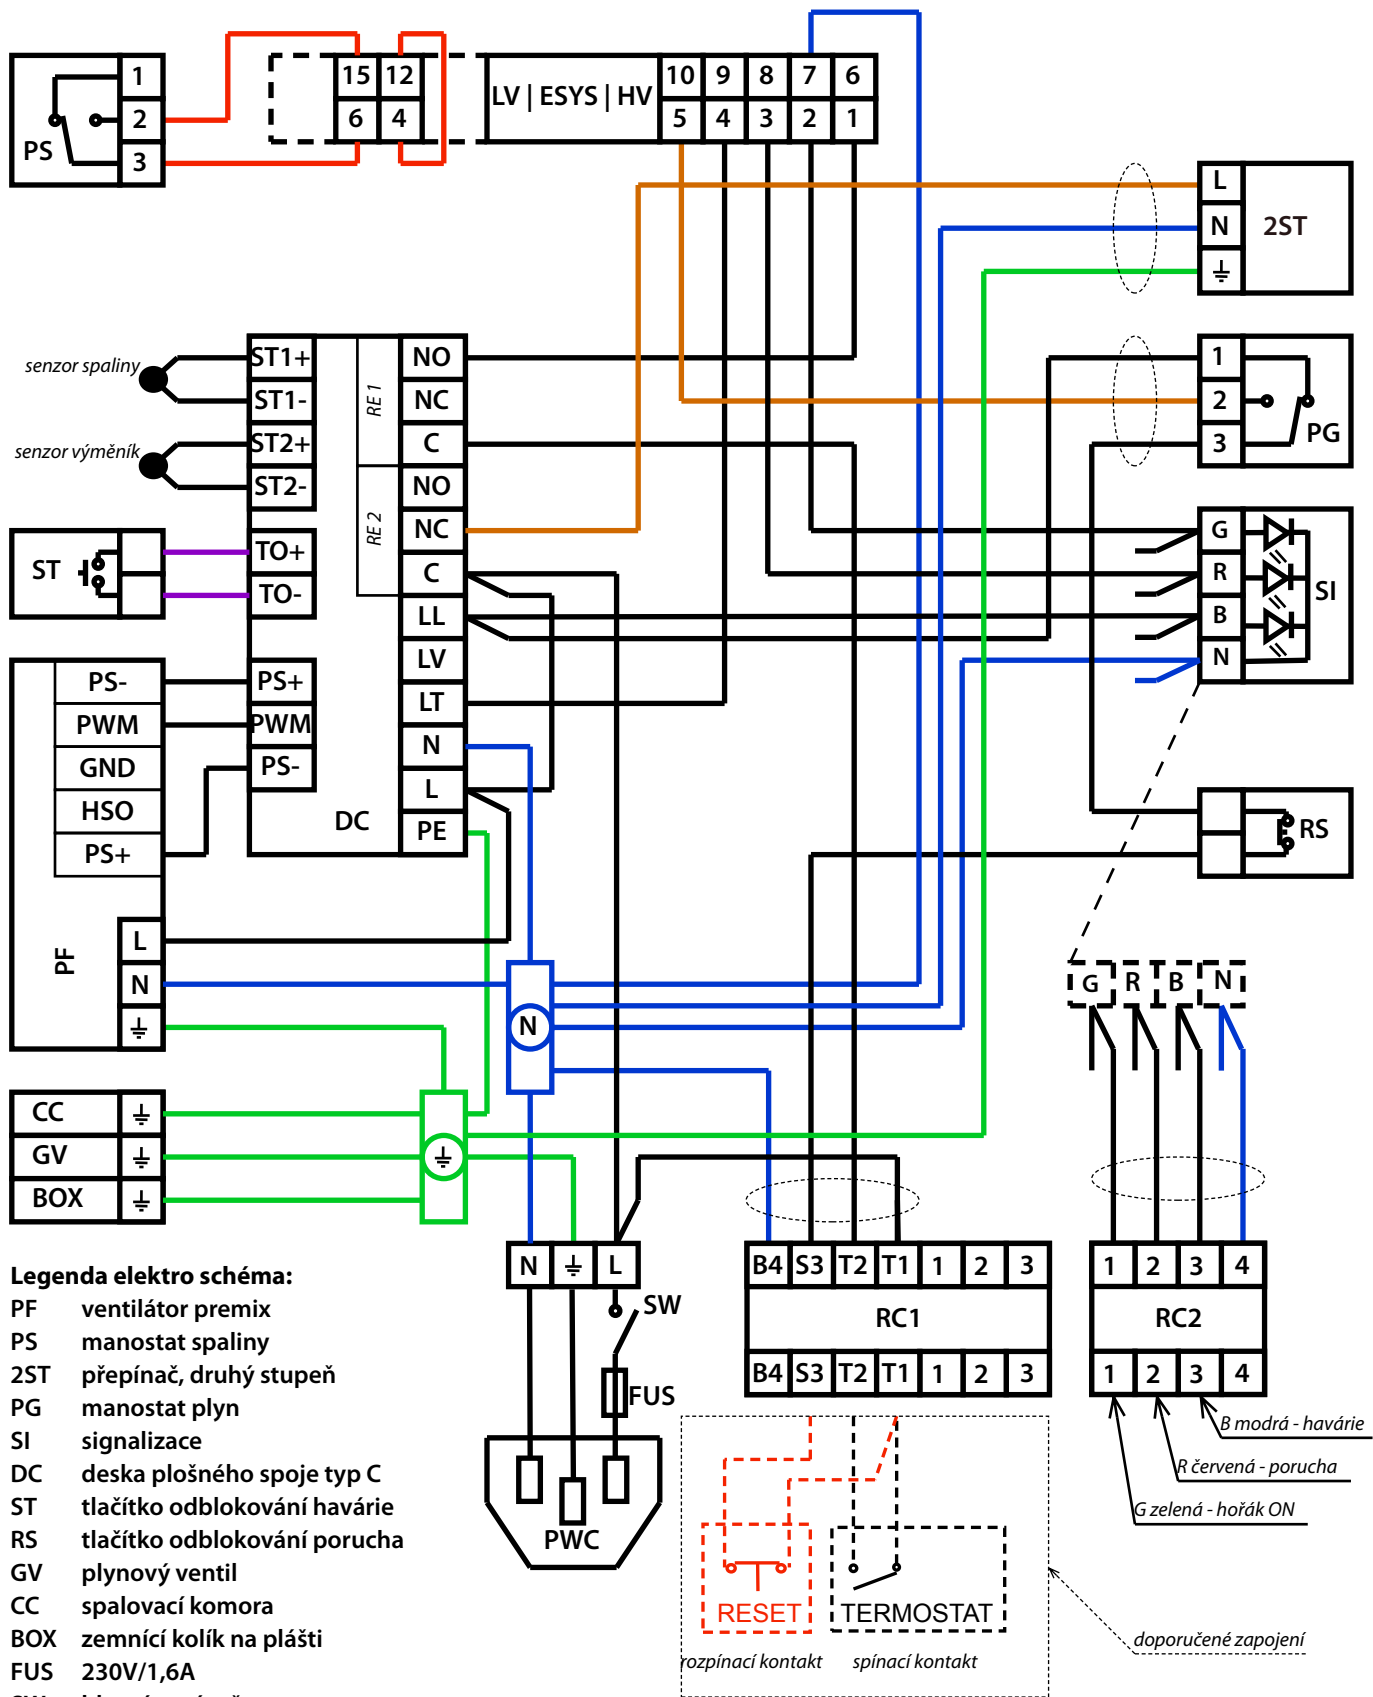 PS
1
2
3
15 12
6 4
LV | ESYS | HV
10 9 8 7 6
5 4 3 2 1
L
N
2ST
senzor spaliny
senzor výměník
ST1+
ST1-
ST2+
ST2-
TO+
TO-
PS+
PWM
PS-
RE 1
RE 2
DC
NO
NC
C
NO
NC
C
LL
LV
LT
N
L
PE
1
2
3
PG
G
R
B
N
SI
ST
RS
PF
PS-
PWM
GND
HSO
PS+
L
N
N
G R B N
CC
GV
BOX
N L
SW
FUS
PWC
B4 S3 T2 T1 1 2 3
RC1
B4 S3 T2 T1 1 2 3
1 2 3 4
RC2
1 2 3 4
B modrá - havárie
R červená - porucha
G zelená - hořák ON
RESET
TERMOSTAT
rozpínací kontakt
spínací kontakt
doporučené zapojení
Legenda elektro schéma:
PF ventilátor premix
PS manostat spaliny
2ST přepínač, druhý stupeň
PG manostat plyn
SI signalizace
DC deska plošného spoje typ C
ST tlačítko odblokování havárie
RS tlačítko odblokování porucha
GV plynový ventil
CC spalovací komora
BOX zemnící kolík na plášti
FUS 230V/1,6A